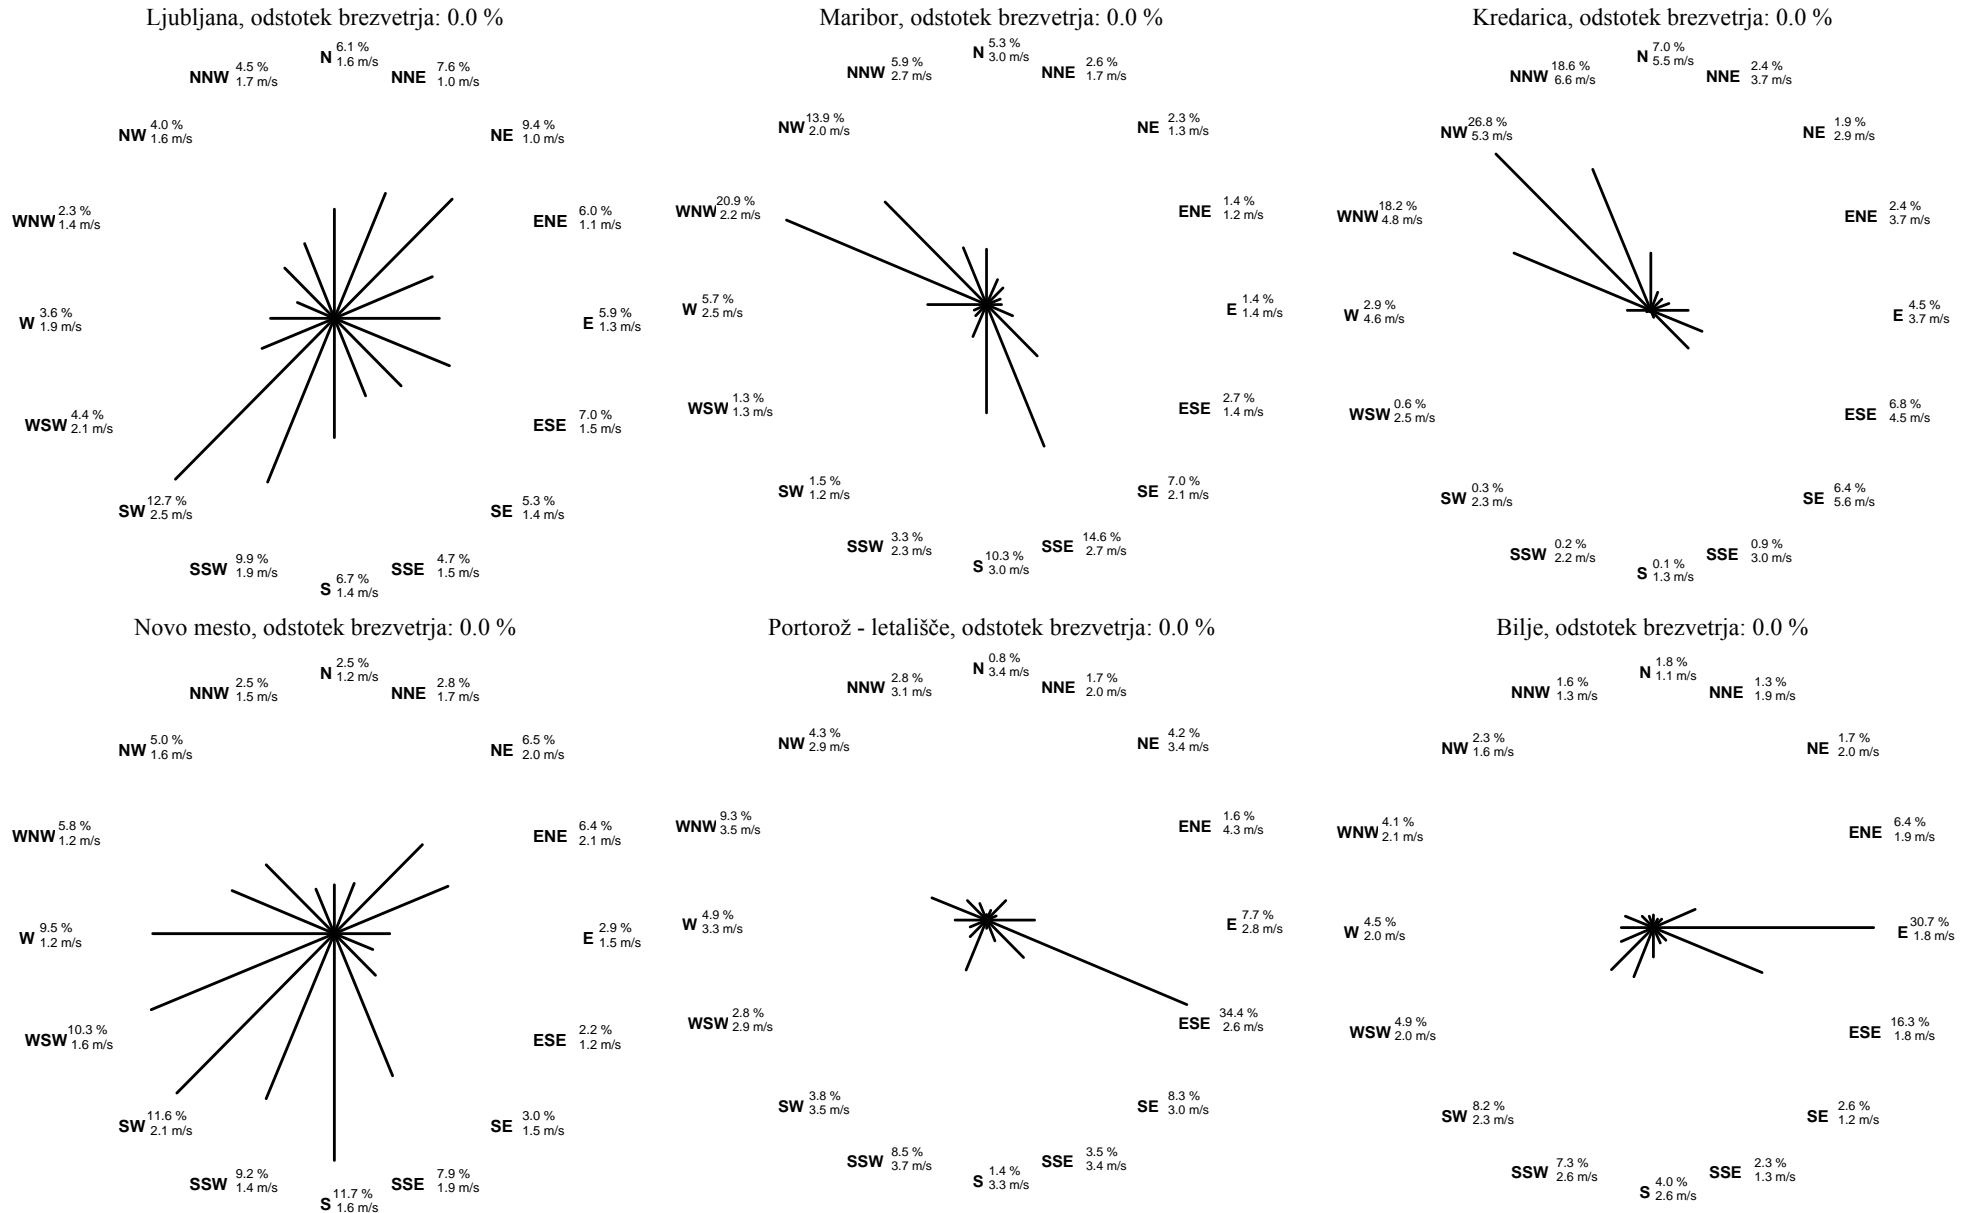 Ljubljana, odstotek brezvetrja: 0.0 %
N 6.1 %
1.6 m/s
NNW 4.5 %
1.7 m/s
NNE 7.6 %
1.0 m/s
NW 4.0 %
1.6 m/s
NE 9.4 %
1.0 m/s
WNW 2.3 %
1.4 m/s
ENE 6.0 %
1.1 m/s
W 3.6 %
1.9 m/s
E 5.9 %
1.3 m/s
WSW 4.4 %
2.1 m/s
ESE 7.0 %
1.5 m/s
SW 12.7 %
2.5 m/s
SE 5.3 %
1.4 m/s
SSW 9.9 %
1.9 m/s
SSE 4.7 %
1.5 m/s
S 6.7 %
1.4 m/s
Maribor, odstotek brezvetrja: 0.0 %
N 5.3 %
3.0 m/s
NNW 5.9 %
2.7 m/s
NNE 2.6 %
1.7 m/s
NW 13.9 %
2.0 m/s
NE 2.3 %
1.3 m/s
WNW 20.9 %
2.2 m/s
ENE 1.4 %
1.2 m/s
W 5.7 %
2.5 m/s
E 1.4 %
1.4 m/s
WSW 1.3 %
1.3 m/s
ESE 2.7 %
1.4 m/s
SW 1.5 %
1.2 m/s
SE 7.0 %
2.1 m/s
SSW 3.3 %
2.3 m/s
SSE 14.6 %
2.7 m/s
S 10.3 %
3.0 m/s
Kredarica, odstotek brezvetrja: 0.0 %
N 7.0 %
5.5 m/s
NNW 18.6 %
6.6 m/s
NNE 2.4 %
3.7 m/s
NW 26.8 %
5.3 m/s
NE 1.9 %
2.9 m/s
WNW 18.2 %
4.8 m/s
ENE 2.4 %
3.7 m/s
W 2.9 %
4.6 m/s
E 4.5 %
3.7 m/s
WSW 0.6 %
2.5 m/s
ESE 6.8 %
4.5 m/s
SW 0.3 %
2.3 m/s
SE 6.4 %
5.6 m/s
SSW 0.2 %
2.2 m/s
SSE 0.9 %
3.0 m/s
S 0.1 %
1.3 m/s
Novo mesto, odstotek brezvetrja: 0.0 %
N 2.5 %
1.2 m/s
NNW 2.5 %
1.5 m/s
NNE 2.8 %
1.7 m/s
NW 5.0 %
1.6 m/s
NE 6.5 %
2.0 m/s
WNW 5.8 %
1.2 m/s
ENE 6.4 %
2.1 m/s
W 9.5 %
1.2 m/s
E 2.9 %
1.5 m/s
WSW 10.3 %
1.6 m/s
ESE 2.2 %
1.2 m/s
SW 11.6 %
2.1 m/s
SE 3.0 %
1.5 m/s
SSW 9.2 %
1.4 m/s
SSE 7.9 %
1.9 m/s
S 11.7 %
1.6 m/s
Portorož - letališče, odstotek brezvetrja: 0.0 %
N 0.8 %
3.4 m/s
NNW 2.8 %
3.1 m/s
NNE 1.7 %
2.0 m/s
NW 4.3 %
2.9 m/s
NE 4.2 %
3.4 m/s
WNW 9.3 %
3.5 m/s
ENE 1.6 %
4.3 m/s
W 4.9 %
3.3 m/s
E 7.7 %
2.8 m/s
WSW 2.8 %
2.9 m/s
ESE 34.4 %
2.6 m/s
SW 3.8 %
3.5 m/s
SE 8.3 %
3.0 m/s
SSW 8.5 %
3.7 m/s
SSE 3.5 %
3.4 m/s
S 1.4 %
3.3 m/s
Bilje, odstotek brezvetrja: 0.0 %
N 1.8 %
1.1 m/s
NNW 1.6 %
1.3 m/s
NNE 1.3 %
1.9 m/s
NW 2.3 %
1.6 m/s
NE 1.7 %
2.0 m/s
WNW 4.1 %
2.1 m/s
ENE 6.4 %
1.9 m/s
W 4.5 %
2.0 m/s
E 30.7 %
1.8 m/s
WSW 4.9 %
2.0 m/s
ESE 16.3 %
1.8 m/s
SW 8.2 %
2.3 m/s
SE 2.6 %
1.2 m/s
SSW 7.3 %
2.6 m/s
SSE 2.3 %
1.3 m/s
S 4.0 %
2.6 m/s